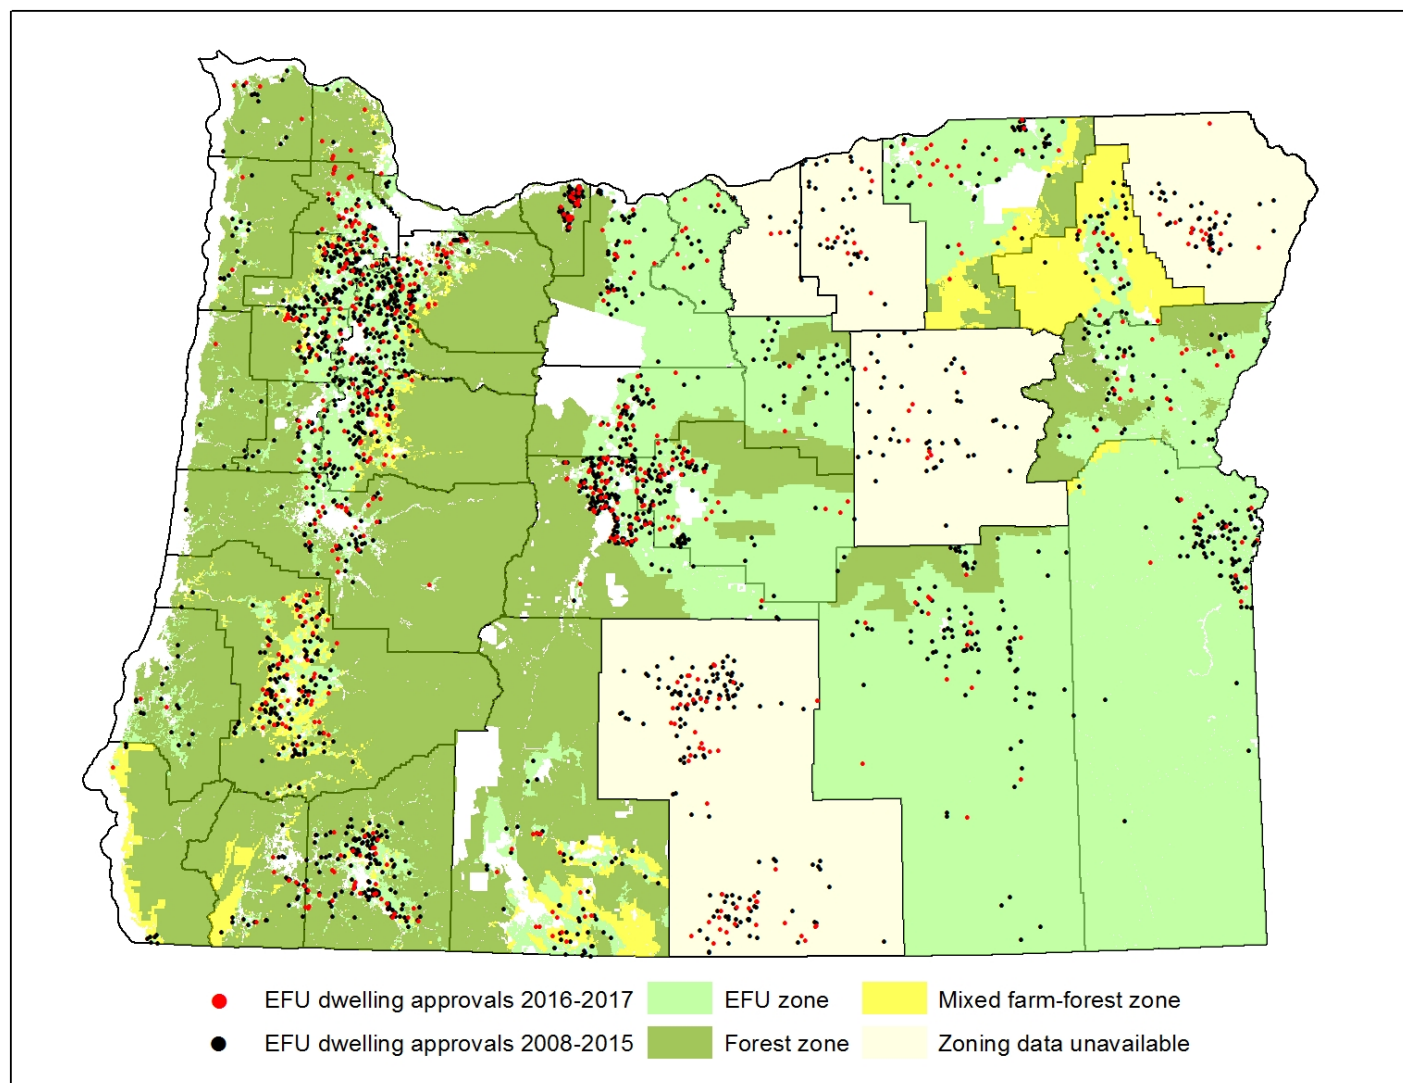 EFU dwelling approvals 2016-2017 EFU zone Mixed farm-forest zone
EFU dwelling approvals 2008-2015 Forest zone Zoning data unavailable